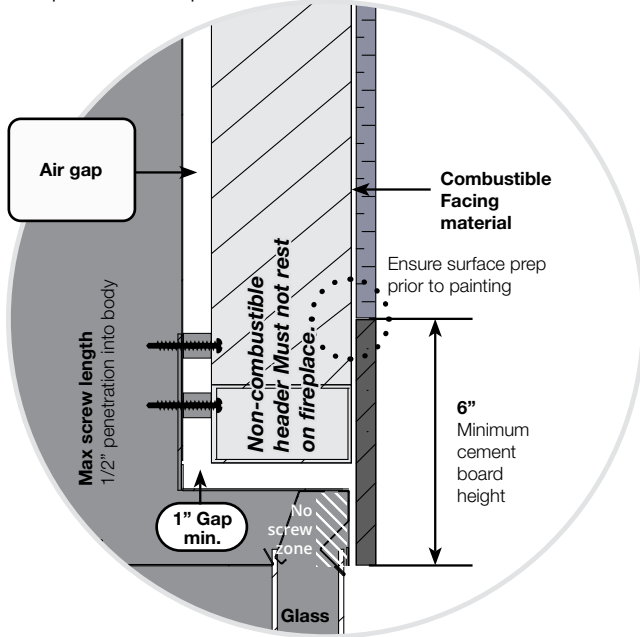 Air gap
Combustible
Facing
material
Ensure surface prep
prior to painting
Max screw length
1/2” penetration into body
Non-combustible
header Must not rest
on fireplace.
6”
Minimum
cement
board
height
1” Gap
min.
No
screw
zone
Glass